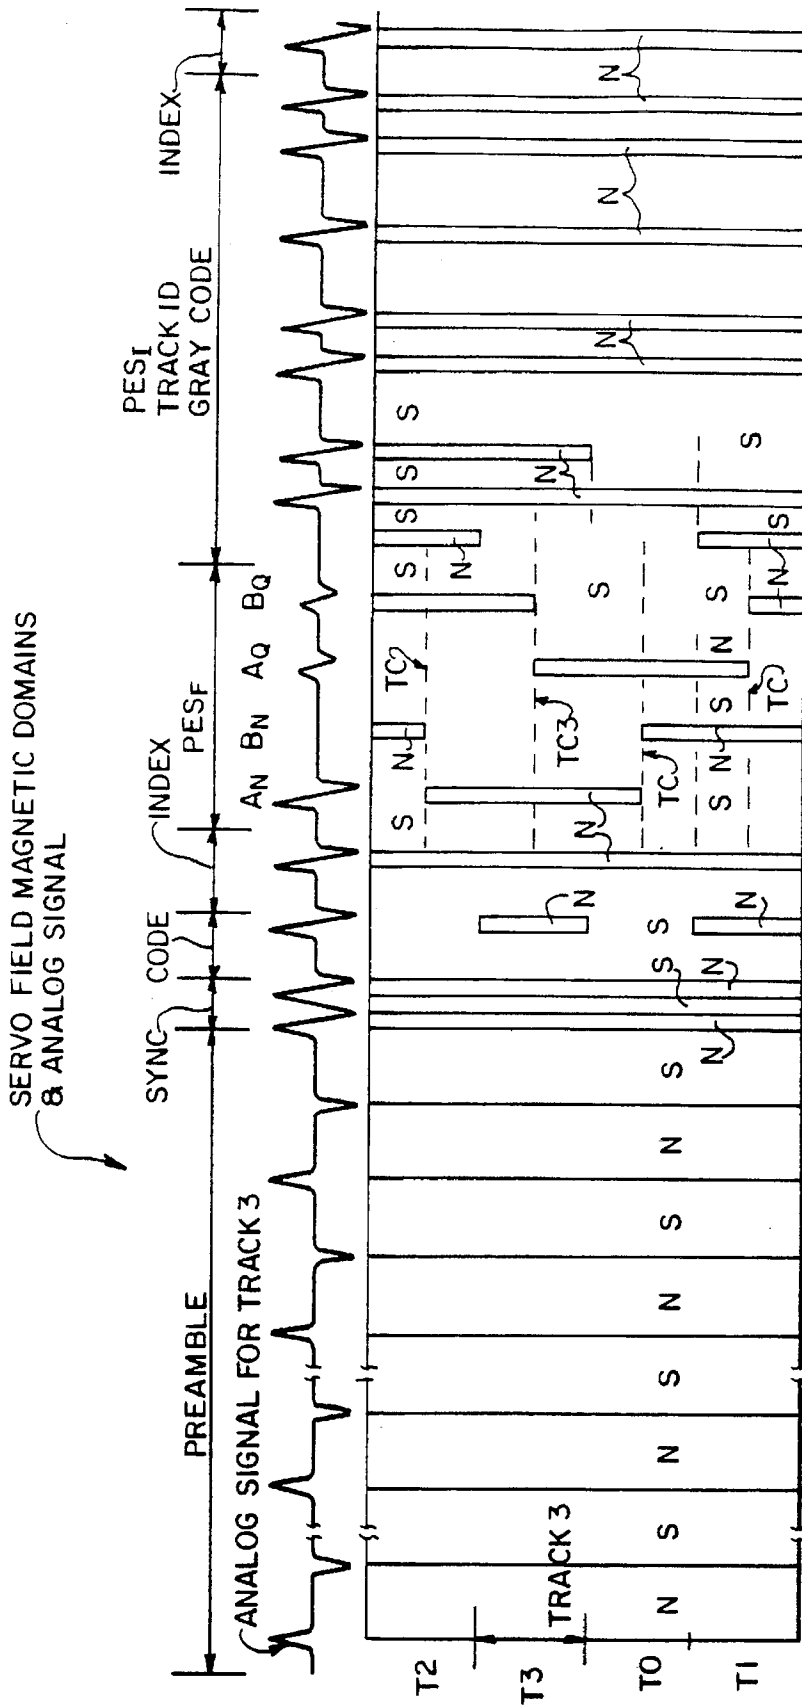 SERVO FIELD MAGNETIC DOMAINS
& ANALOG SIGNAL
PREAMBLE
SYNC
CODE
INDEX
PESF
PESI
TRACK ID
GRAY CODE
INDEX
AN
BN
AQ
BQ
ANALOG SIGNAL FOR TRACK 3
T2
T3
T0
T1
TRACK 3
N
S
N
S
N
S
N
S
N
S
N
S
N
N
N
S
N
S
N
TC2
TC3
TC
TC
S
N
S
N
S
N
S
S
N
S
N
S
N
S
S
N
S
N
N
N